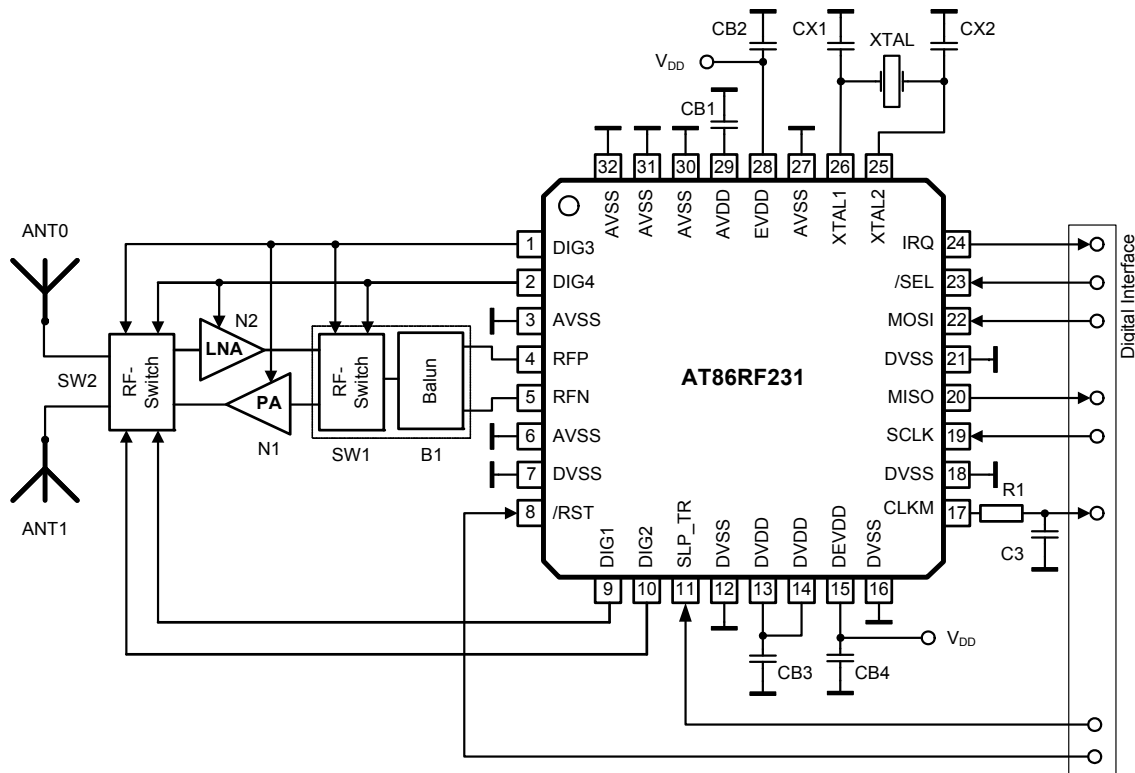 CB2
CX1
XTAL
CX2
VDD
CB1
32
31
30
29
28
27
26
25
AVSS
AVSS
AVSS
AVDD
EVDD
AVSS
XTAL1
XTAL2
ANT0
ANT1
SW2
RF-
Switch
N2
LNA
PA
N1
RF-
Switch
SW1
Balun
B1
1
DIG3
2
DIG4
3
AVSS
4
RFP
5
RFN
6
AVSS
7
DVSS
8
/RST
AT86RF231
IRQ
24
/SEL
23
MOSI
22
DVSS
21
MISO
20
SCLK
19
DVSS
18
CLKM
17
R1
C3
Digital Interface
DIG1
DIG2
SLP_TR
DVSS
DVDD
DVDD
DEVDD
DVSS
9
10
11
12
13
14
15
16
CB3
CB4
VDD